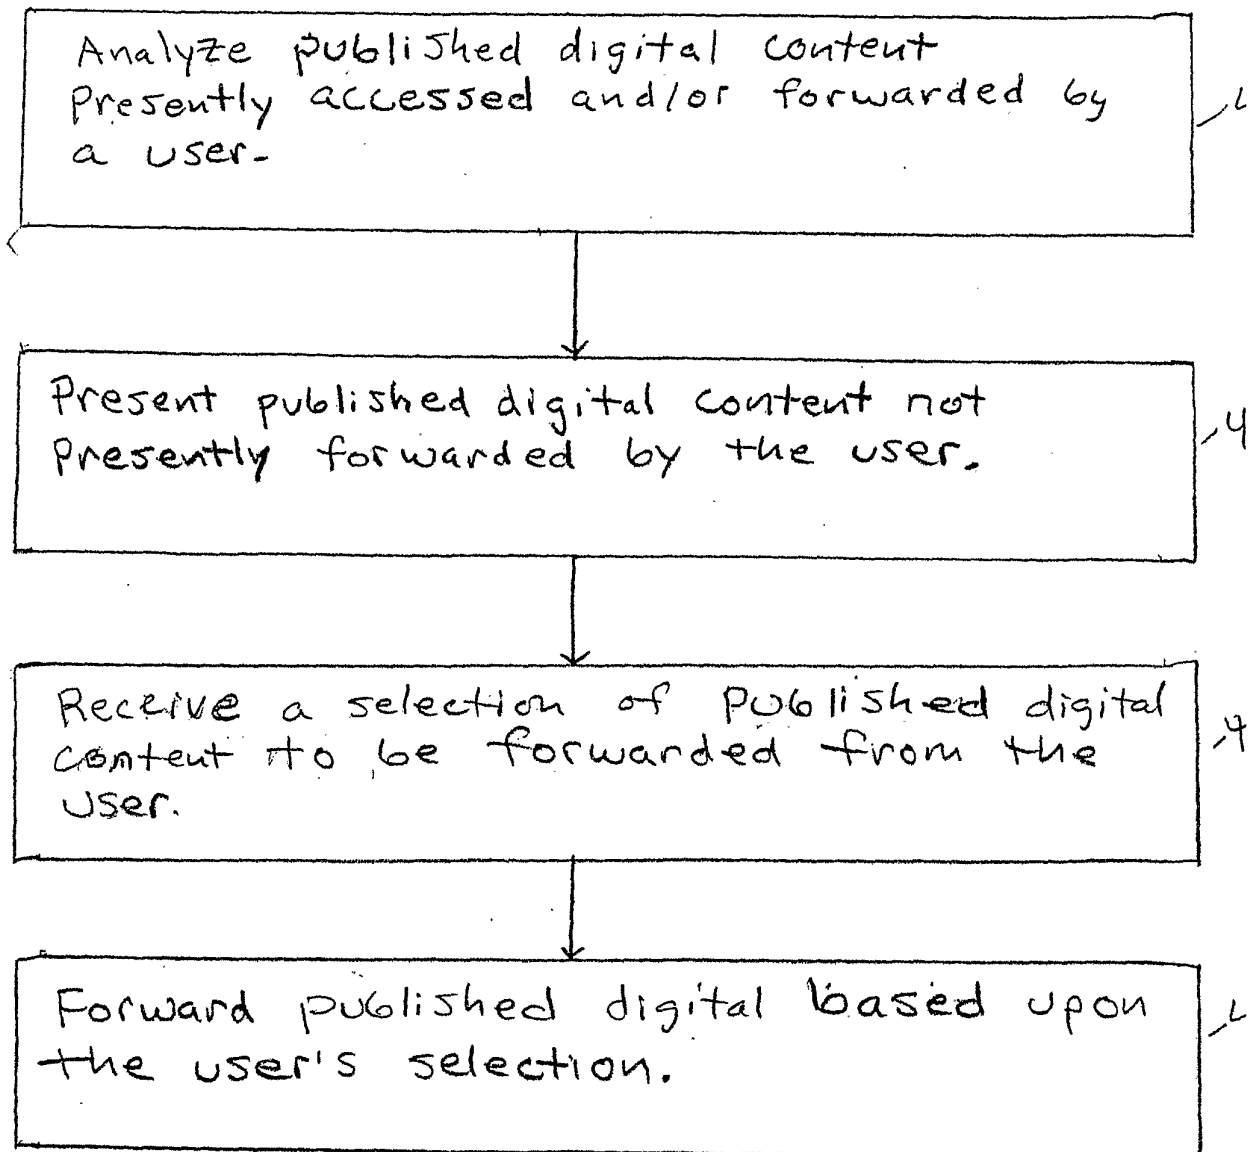 Analyze published digital content
Presently accessed and/or forwarded by
a user.
Present published digital content not
Presently forwarded by the user.
Receive a selection of published digital
content to be forwarded from the
user.
Forward published digital based upon
the user's selection.